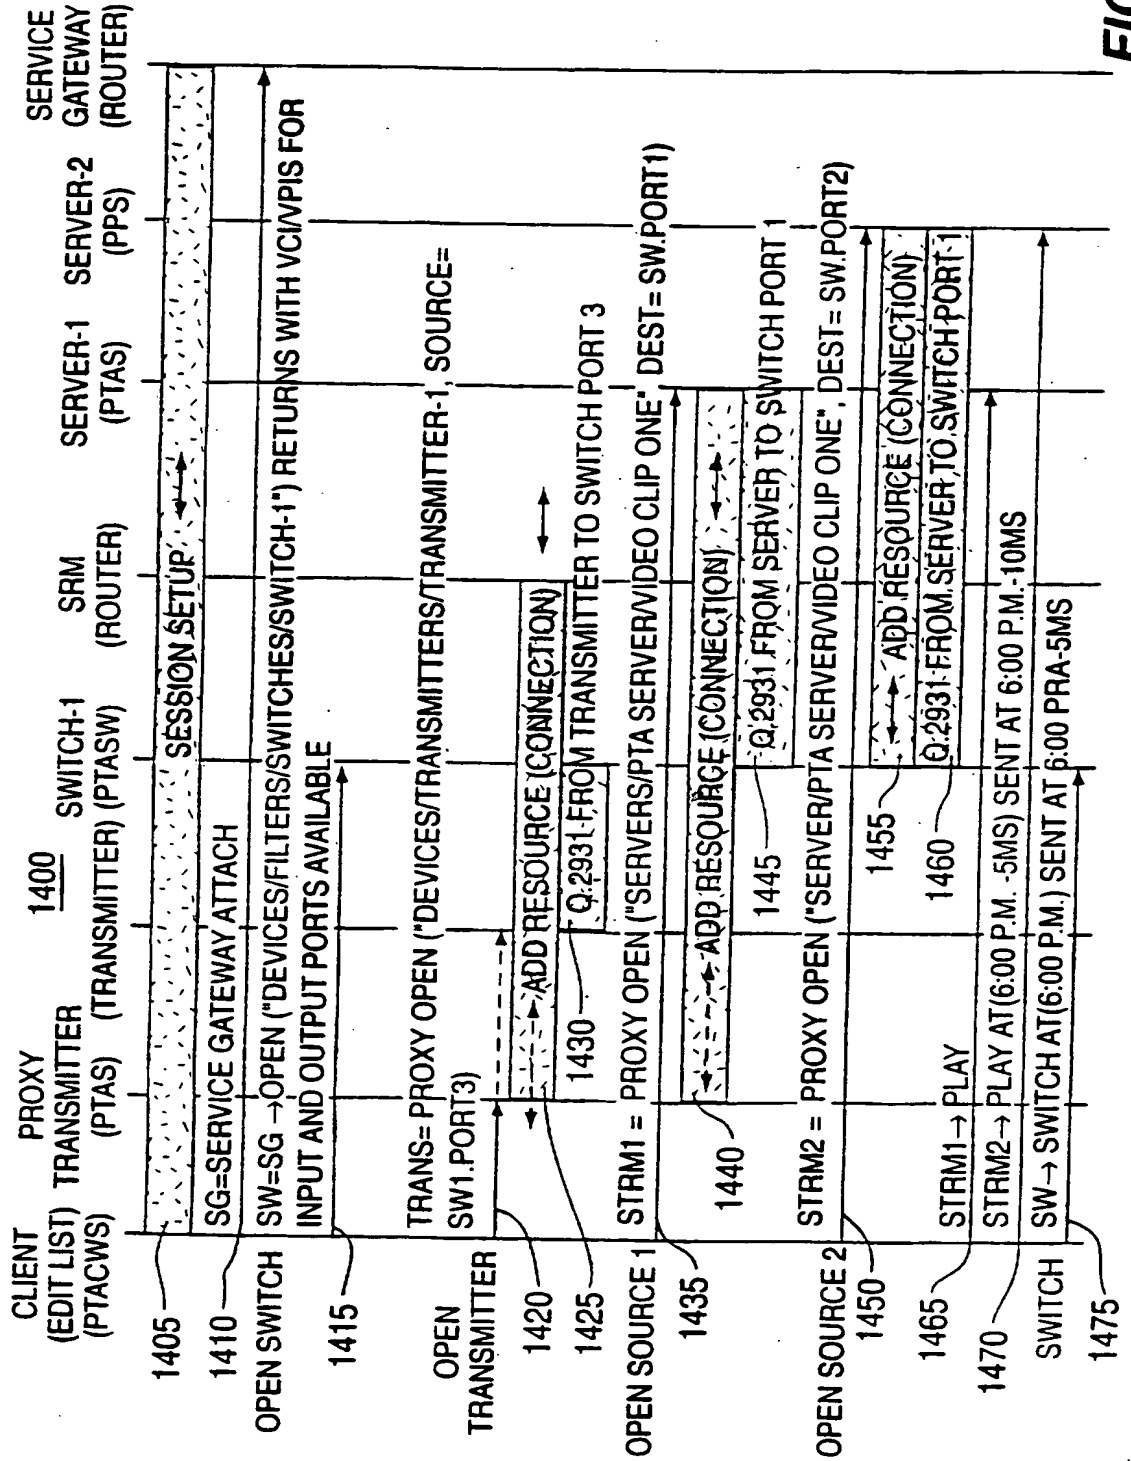 1400
CLIENT
(EDIT LIST)
(PTACWS)
PROXY
TRANSMITTER
(PTAS)
(TRANSMITTER)
SWITCH-1
(PTASW)
SRM
(ROUTER)
SERVER-1
(PTAS)
SERVER-2
(PPS)
SERVICE
GATEWAY
(ROUTER)
1405
SESSION SETUP
1410
SG=SERVICE GATEWAY ATTACH
OPEN SWITCH
SW=SG →OPEN ("DEVICES/FILTERS/SWITCHES/SWITCH-1") RETURNS WITH VCI/VPIS FOR
INPUT AND OUTPUT PORTS AVAILABLE
1415
OPEN
TRANSMITTER
TRANS= PROXY OPEN ("DEVICES/TRANSMITTERS/TRANSMITTER-1, SOURCE=
SW1.PORT3)
1420
ADD RESOURCE (CONNECTION)
1425
Q.2931-FROM TRANSMITTER TO SWITCH PORT 3
1430
OPEN SOURCE 1
STRM1 = PROXY OPEN ("SERVERS/PTA SERVER/VIDEO CLIP ONE" DEST= SW.PORT1)
1435
ADD RESOURCE (CONNECTION)
1440
Q.2931 FROM SERVER TO SWITCH PORT 1
1445
OPEN SOURCE 2
STRM2 = PROXY OPEN ("SERVER/PTA SERVER/VIDEO CLIP ONE", DEST= SW.PORT2)
1450
ADD RESOURCE (CONNECTION)
1455
Q.2931-FROM SERVER TO SWITCH PORT 1
1460
1465
STRM1→ PLAY
1470
STRM2→ PLAY AT(6:00 P.M. -5MS) SENT AT 6:00 P.M.-10MS
SWITCH
SW→ SWITCH AT(6:00 P.M.) SENT AT 6:00 PRA-5MS
1475